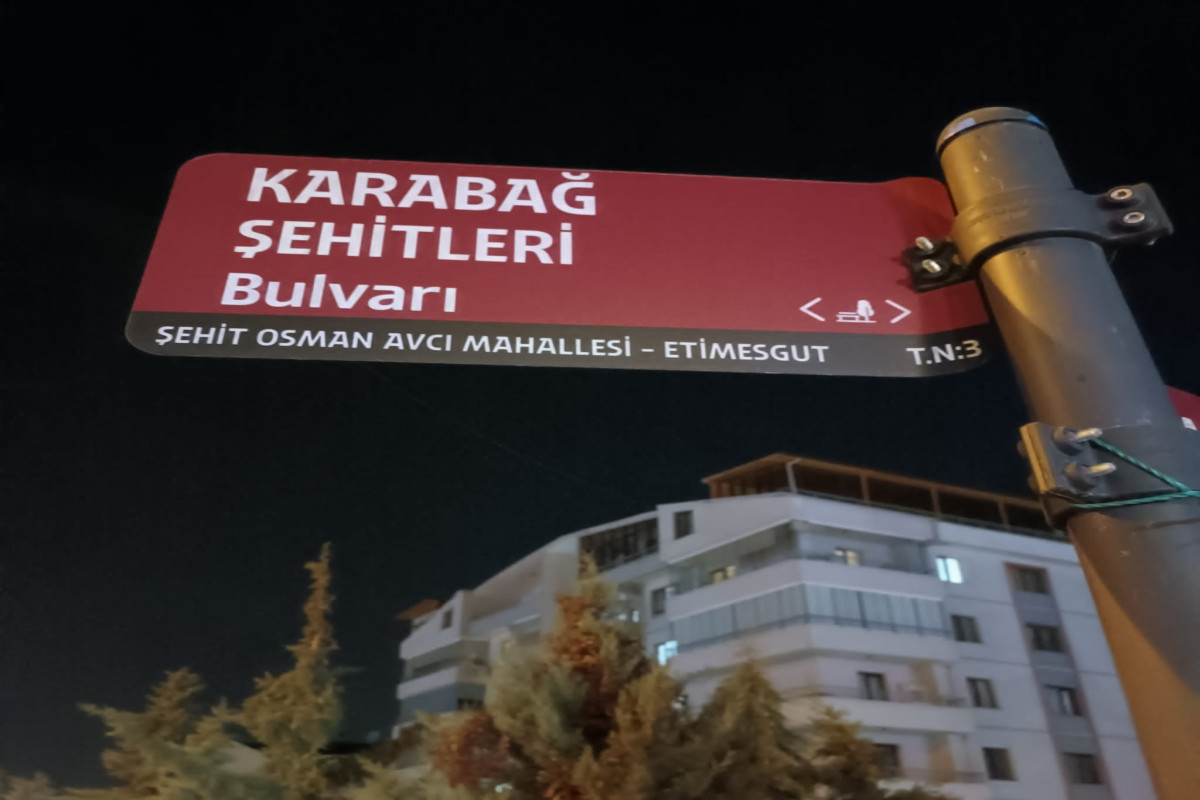 KARABAĞ
ŞEHİTLERİ
Bulvarı
< >
ŞEHİT OSMAN AVCI MAHALLESİ - ETİMESGUT T.N:3